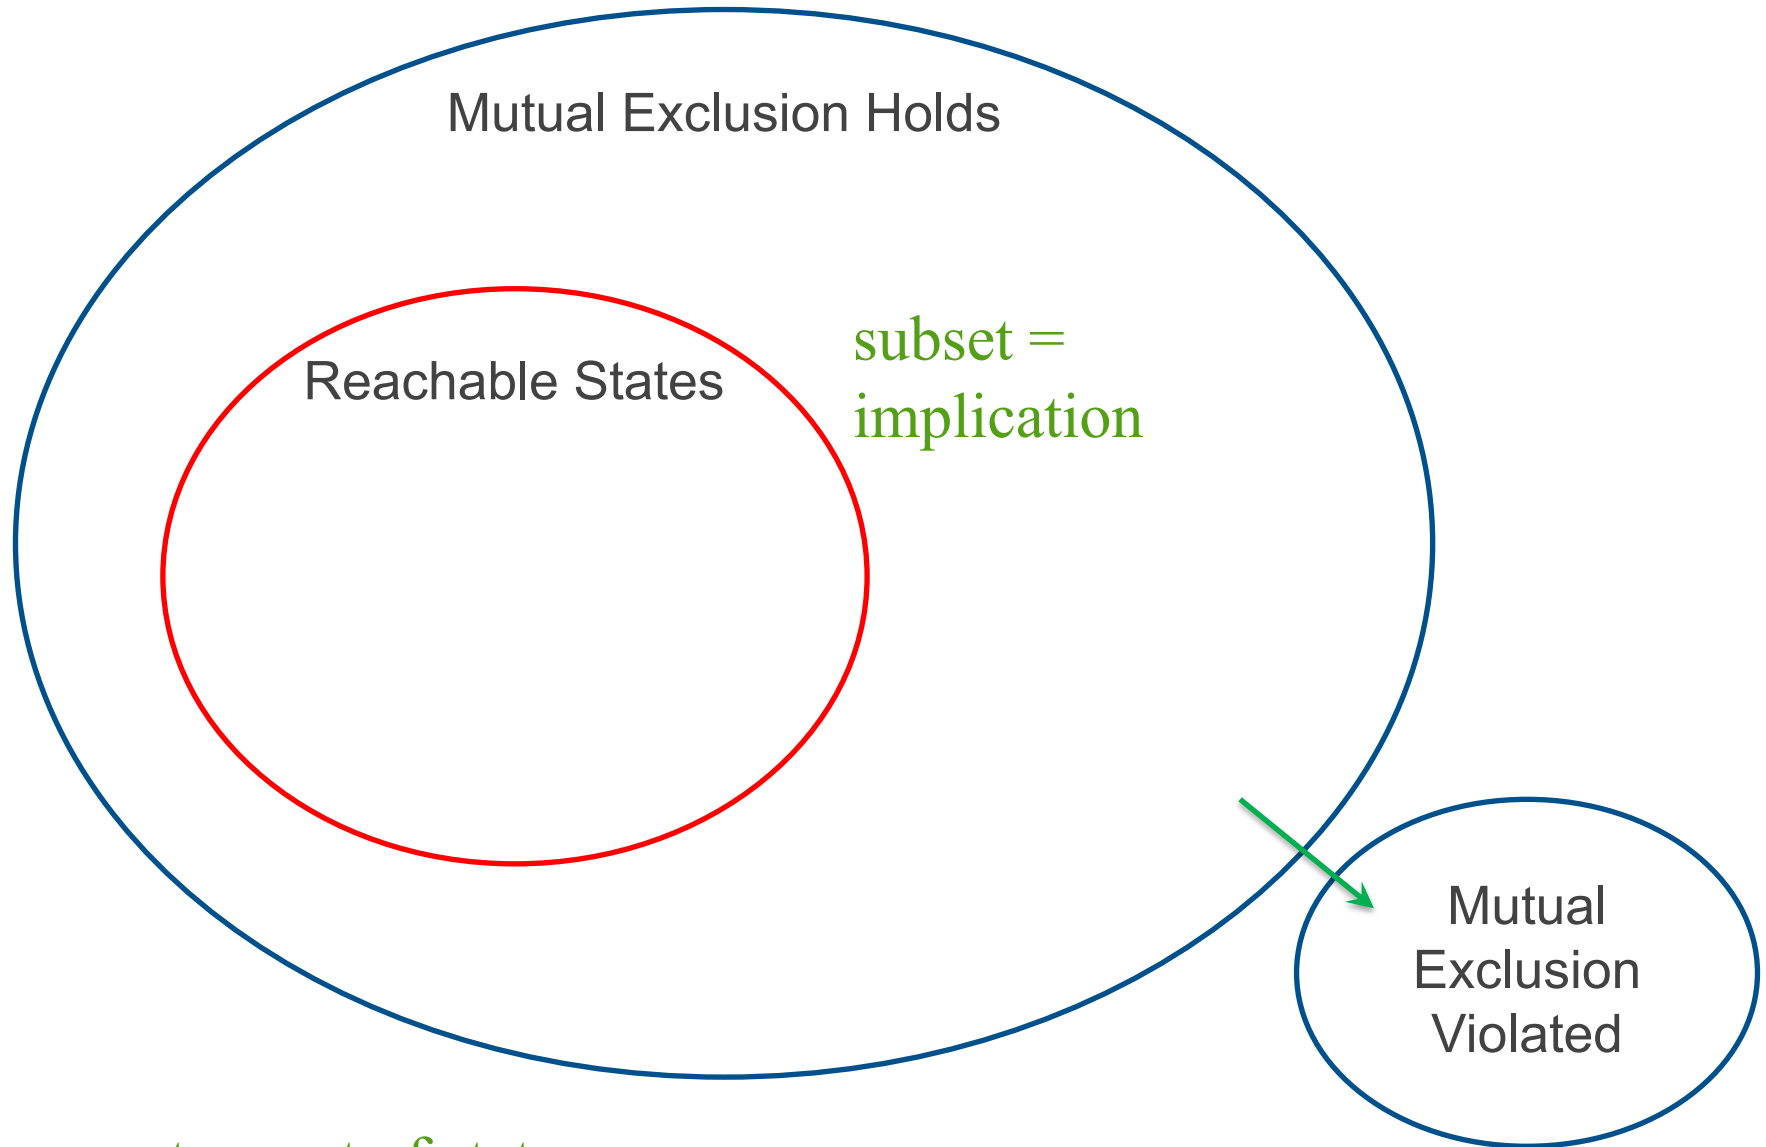 Mutual Exclusion Holds
subset =
Reachable States
implication
Mutual
Exclusion
Violated